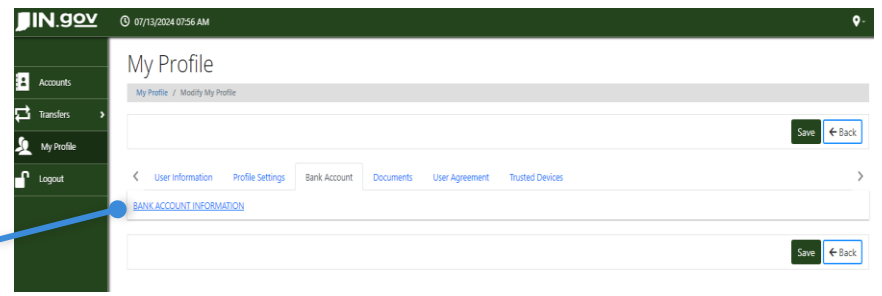 IN.gov
07/13/2024 07:56 AM
My Profile
Accounts
My Profile / Modify My Profile
Transfers
Save Back
My Profile
Logout
User Information Profile Settings Bank Account Documents User Agreement Trusted Devices
BANK ACCOUNT INFORMATION
Save Back